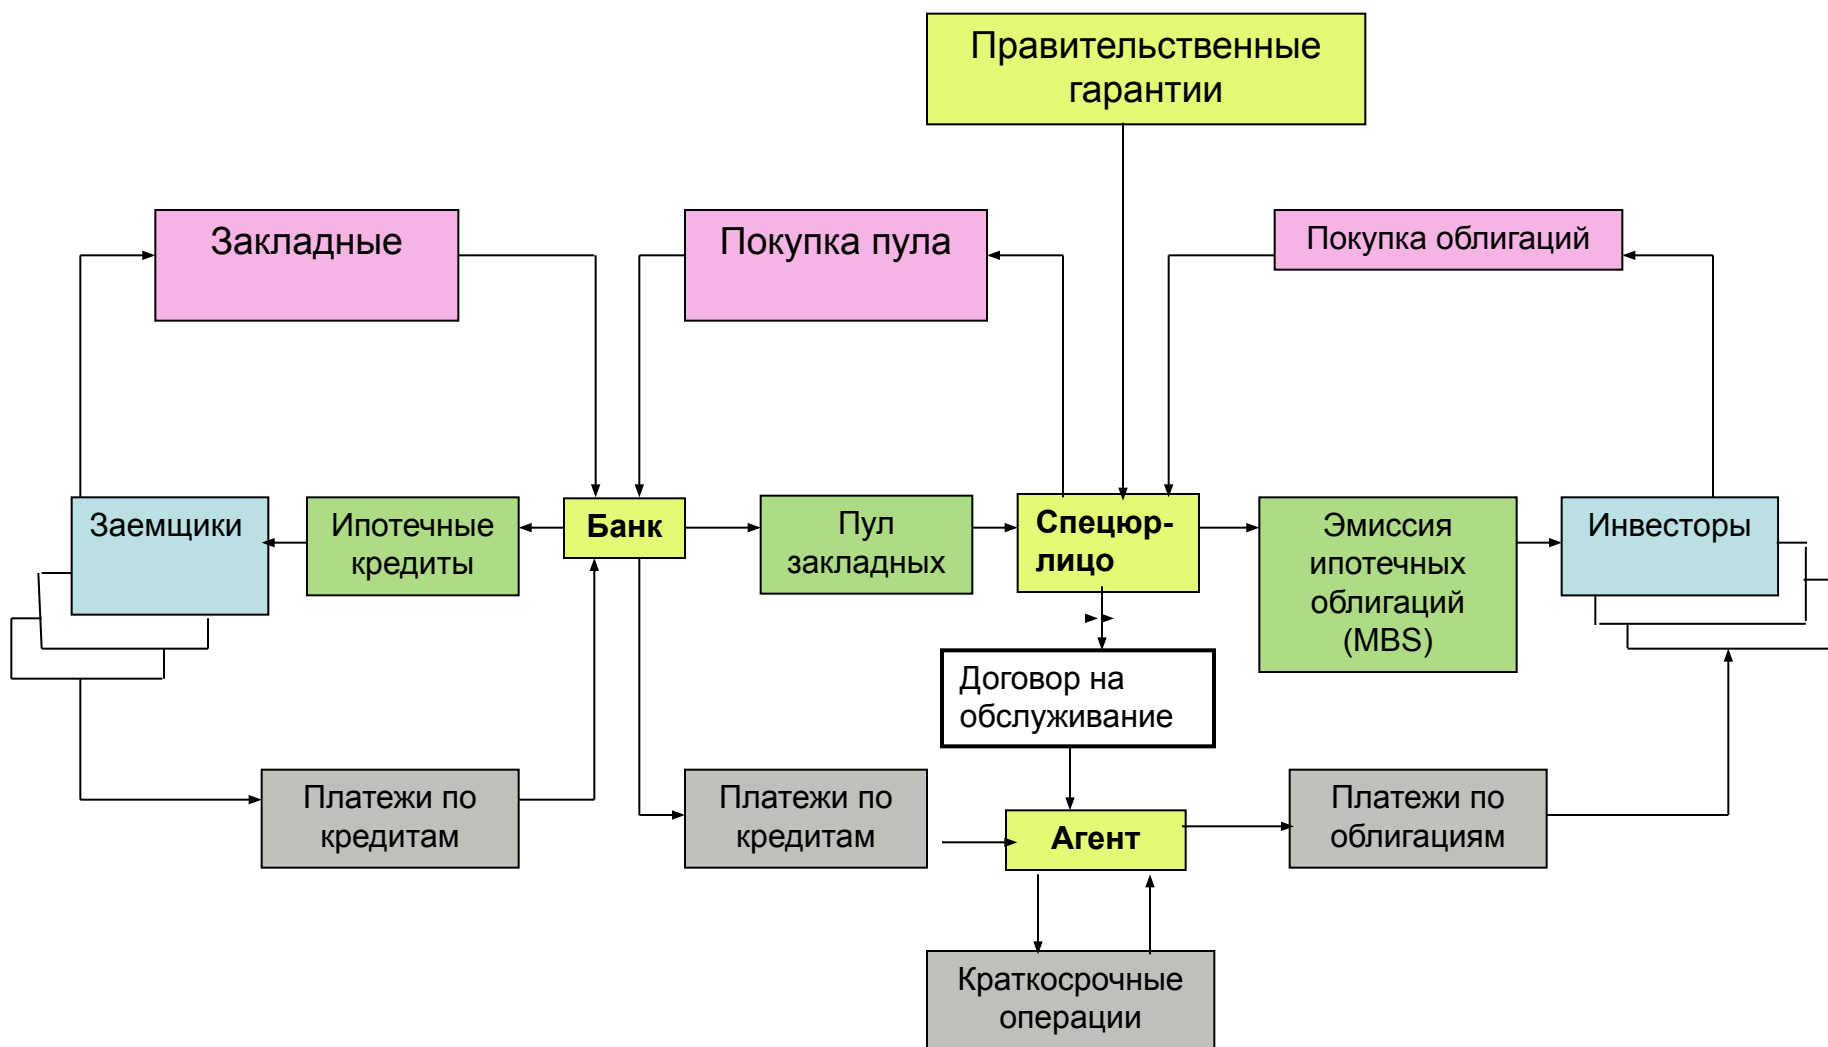 Правительственные
гарантии
Закладные
Покупка пула
Покупка облигаций
Заемщики
Ипотечные
кредиты
Банк
Пул
закладных
Спецюр-
лицо
Эмиссия
ипотечных
облигаций
(MBS)
Инвесторы
Договор на
обслуживание
Платежи по
кредитам
Платежи по
кредитам
Агент
Платежи по
облигациям
Краткосрочные
операции